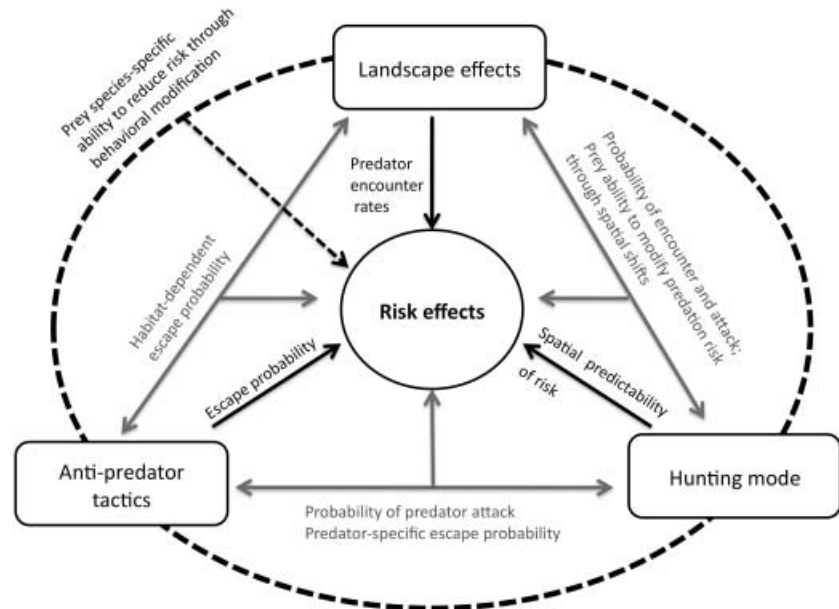 Landscape effects
Prey species-specific
ability to reduce risk through
behavioral modification
Predator
encounter
rates
Probability of encounter and attack;
Prey ability to modify predation risk
through spatial shifts
Habitat-dependent
escape probability
Risk effects
Escape probability
Spatial predictability
of risk
Anti-predator
tactics
Hunting mode
Probability of predator attack
Predator-specific escape probability